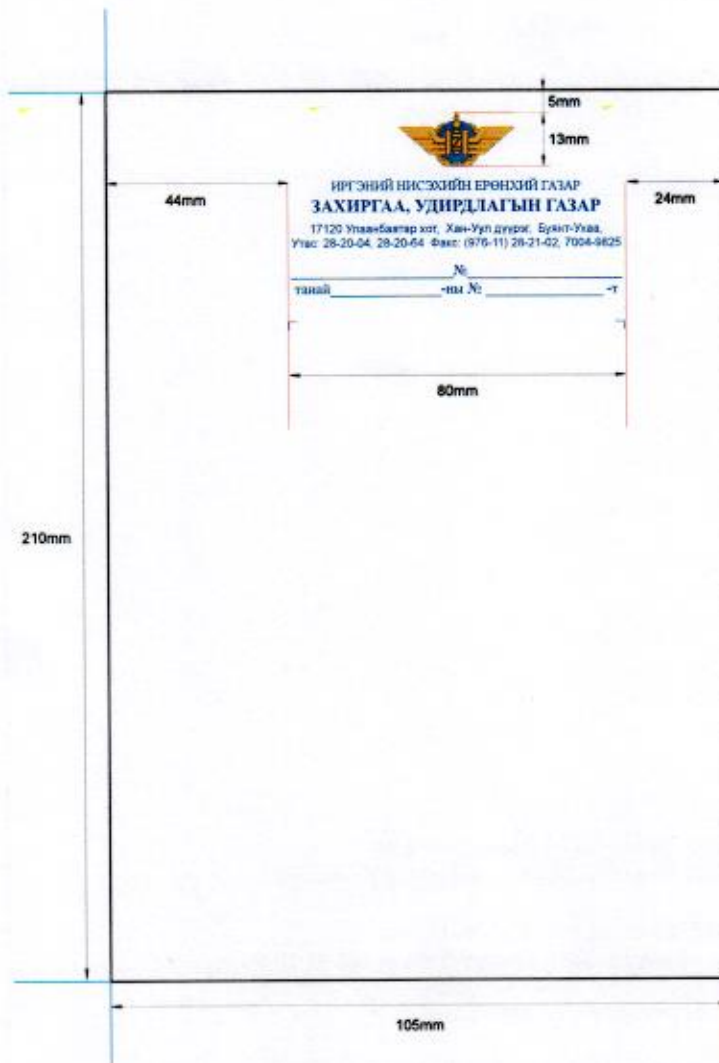 5mm
13mm
44mm
24mm
ИРГЭНИЙ НИСЭХИЙН ЕРӨНХИЙ ГАЗАР
ЗАХИРГАА, УДИРДЛАГЫН ГАЗАР
17120 Улаанбаатар хот, Хан-Уул дүүрэг, Буянт-Ухаа,
Утас: 28-20-04, 28-20-64 Факс: (976-11) 28-21-02, 7004-9825
№
танай -ны № -т
80mm
210mm
105mm